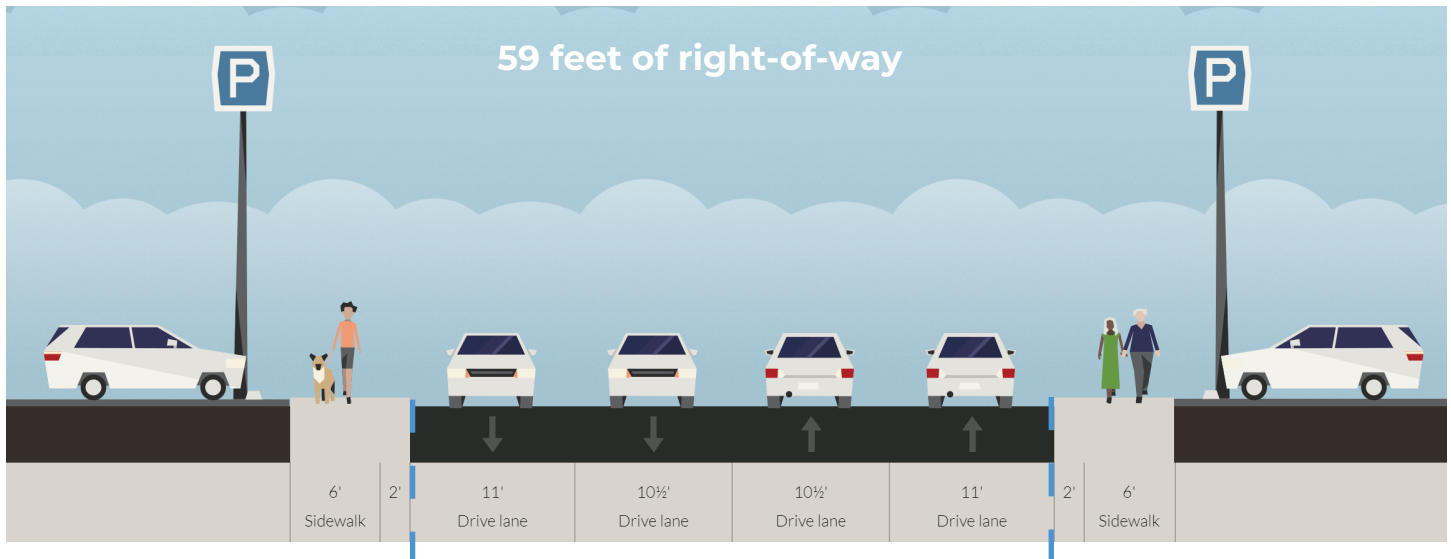 59 feet of right-of-way
P
P
6' 2' 11' 10½' 10½' 11' 2' 6'
Sidewalk Drive lane Drive lane Drive lane Drive lane Sidewalk